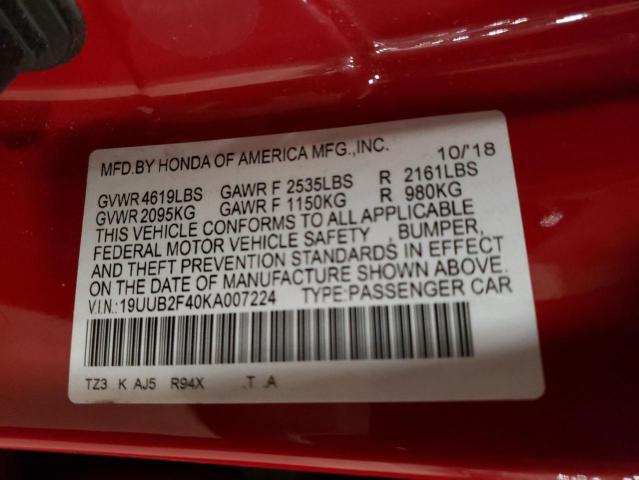 MFD.BY HONDA OF AMERICA MFG.,INC. 10/'18
GVWR 4619LBS GAWR F 2535LBS R 2161LBS
GVWR 2095KG GAWR F 1150KG R 980KG
THIS VEHICLE CONFORMS TO ALL APPLICABLE
FEDERAL MOTOR VEHICLE SAFETY , BUMPER,
AND THEFT PREVENTION STANDARDS IN EFFECT
ON THE DATE OF MANUFACTURE SHOWN ABOVE.
V.I.N.:19UUB2F40KA007224 TYPE:PASSENGER CAR
TZ3 K AJ5 R94X .T .A